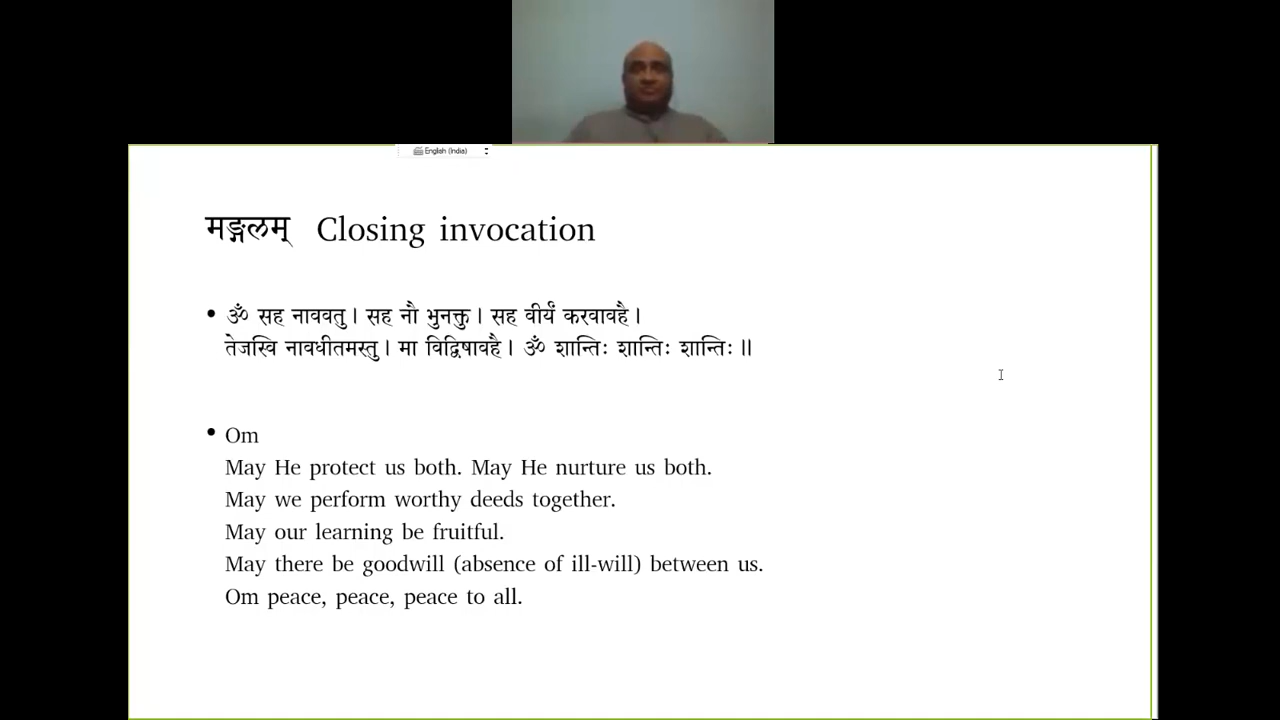 English (India)
मङ्गलम् Closing invocation
• ॐ सह नाववतु। सह नौ भुनक्तु। सह वीर्यं करवावहै।
तेजस्वि नावधीतमस्तु। मा विद्विषावहै। ॐ शान्तिः शान्तिः शान्तिः॥
• Om
May He protect us both. May He nurture us both.
May we perform worthy deeds together.
May our learning be fruitful.
May there be goodwill (absence of ill-will) between us.
Om peace, peace, peace to all.